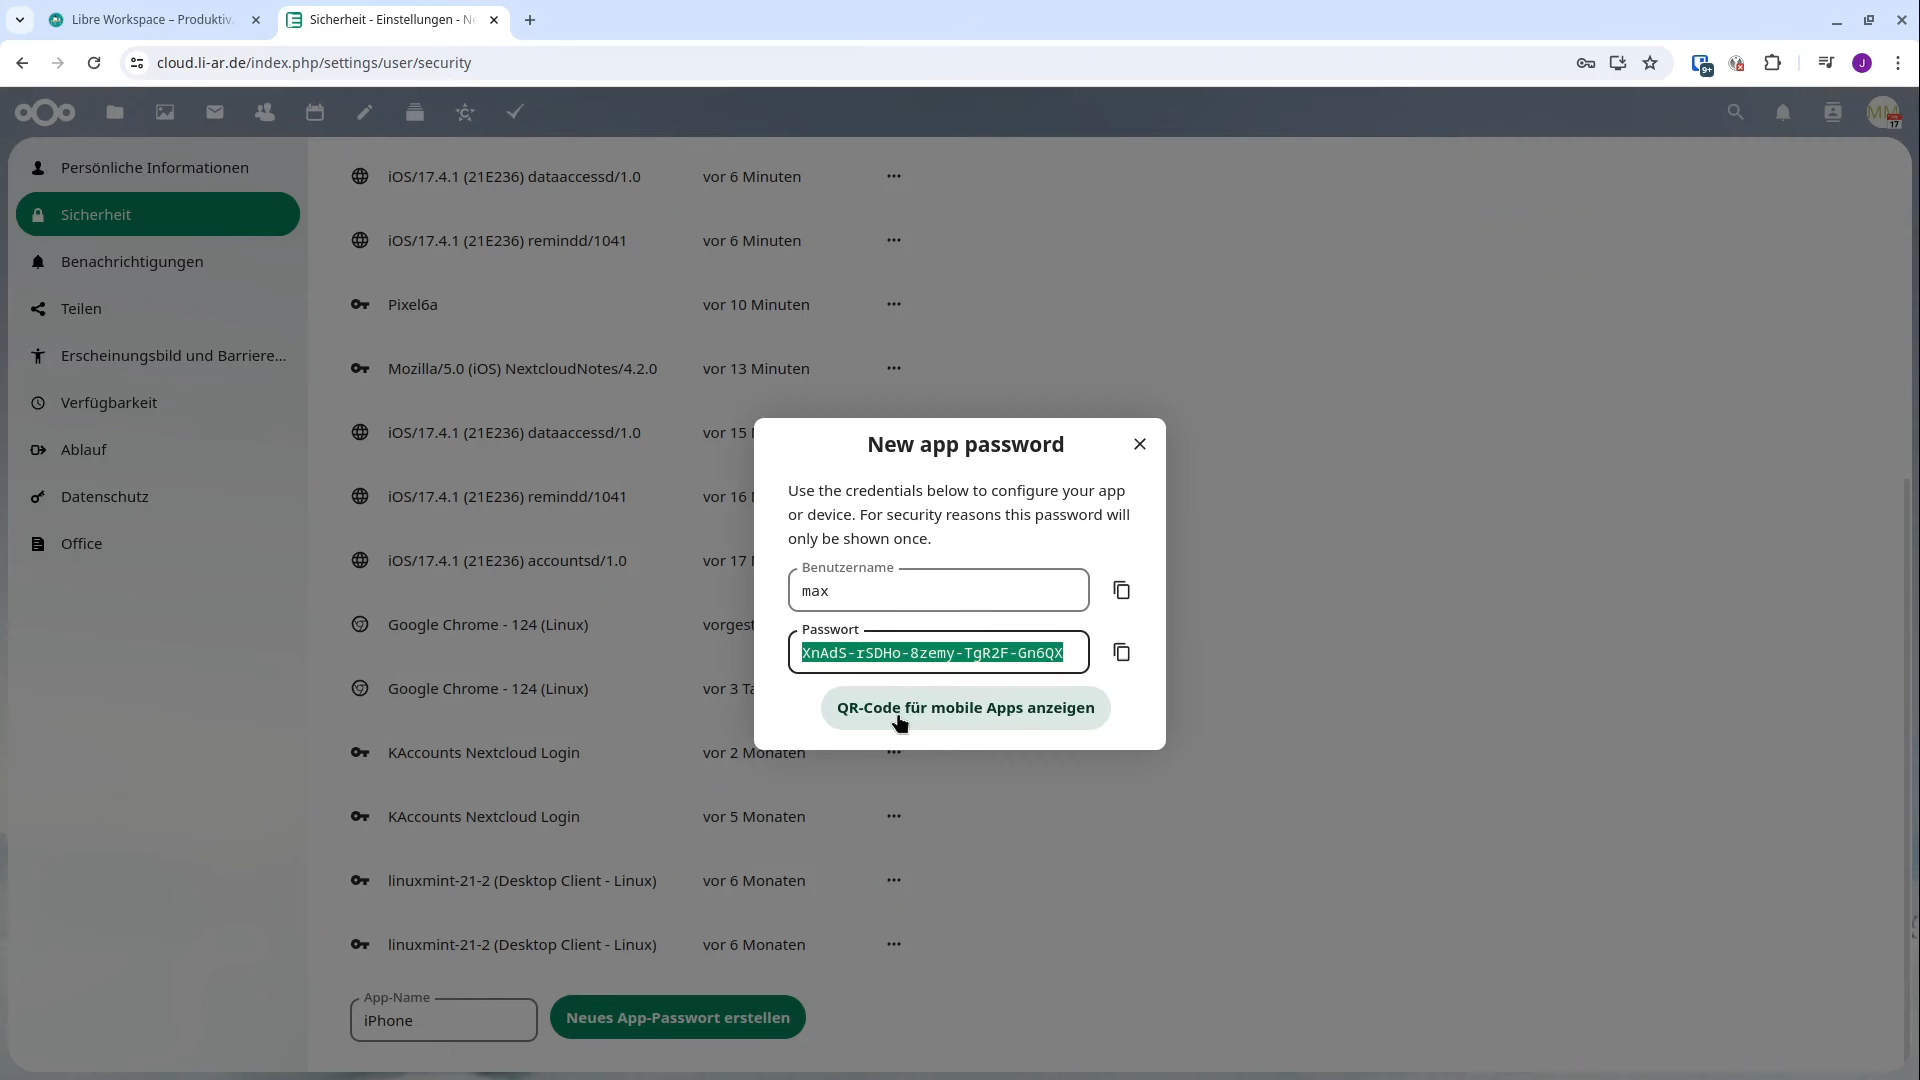 Libre Workspace – Produktiv
Sicherheit - Einstellungen - Ne
cloud.li-ar.de/index.php/settings/user/security
9+
J
MM
17
Persönliche Informationen
Sicherheit
Benachrichtigungen
Teilen
Erscheinungsbild und Barriere...
Verfügbarkeit
Ablauf
Datenschutz
Office
iOS/17.4.1 (21E236) dataaccessd/1.0 vor 6 Minuten
iOS/17.4.1 (21E236) remindd/1041 vor 6 Minuten
Pixel6a vor 10 Minuten
Mozilla/5.0 (iOS) NextcloudNotes/4.2.0 vor 13 Minuten
iOS/17.4.1 (21E236) dataaccessd/1.0 vor 15
iOS/17.4.1 (21E236) remindd/1041 vor 16
iOS/17.4.1 (21E236) accountsd/1.0 vor 17
Google Chrome - 124 (Linux) vorgest
Google Chrome - 124 (Linux) vor 3 Ta
KAccounts Nextcloud Login vor 2 Monaten
KAccounts Nextcloud Login vor 5 Monaten
linuxmint-21-2 (Desktop Client - Linux) vor 6 Monaten
linuxmint-21-2 (Desktop Client - Linux) vor 6 Monaten
App-Name
iPhone
Neues App-Passwort erstellen
New app password
Use the credentials below to configure your app
or device. For security reasons this password will
only be shown once.
Benutzername
max
Passwort
XnAdS-rSDHo-8zemy-TgR2F-Gn6QX
QR-Code für mobile Apps anzeigen